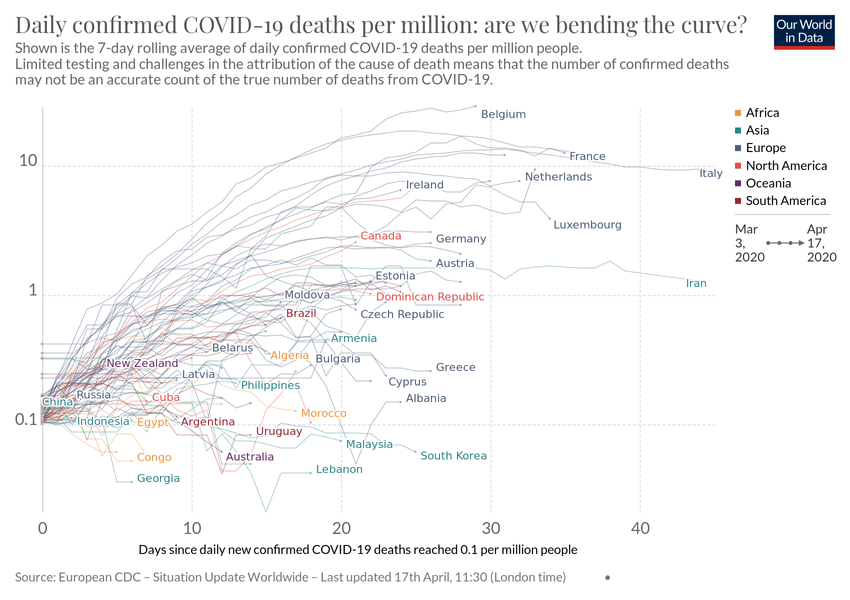 Daily confirmed COVID-19 deaths per million: are we bending the curve?
Our World
in Data
Shown is the 7-day rolling average of daily confirmed COVID-19 deaths per million people.
Limited testing and challenges in the attribution of the cause of death means that the number of confirmed deaths
may not be an accurate count of the true number of deaths from COVID-19.
Africa
Asia
Europe
North America
Oceania
South America
Mar
3,
2020
Apr
17,
2020
10
1
0.1
Belgium
France
Italy
Netherlands
Ireland
Luxembourg
Canada
Germany
Austria
Estonia
Iran
Moldova
Dominican Republic
Brazil
Czech Republic
Armenia
Belarus
Algeria
Bulgaria
New Zealand
Greece
Latvia
Cyprus
Philippines
Russia
Cuba
Albania
China
Morocco
Indonesia
Egypt
Argentina
Uruguay
Malaysia
Congo
Australia
South Korea
Lebanon
Georgia
0
10
20
30
40
Days since daily new confirmed COVID-19 deaths reached 0.1 per million people
Source: European CDC – Situation Update Worldwide – Last updated 17th April, 11:30 (London time)